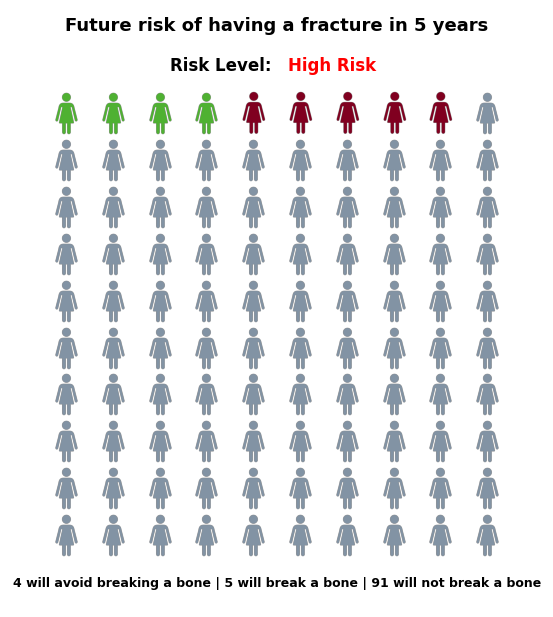 Future risk of having a fracture in 5 years
Risk Level: High Risk
4 will avoid breaking a bone | 5 will break a bone | 91 will not break a bone